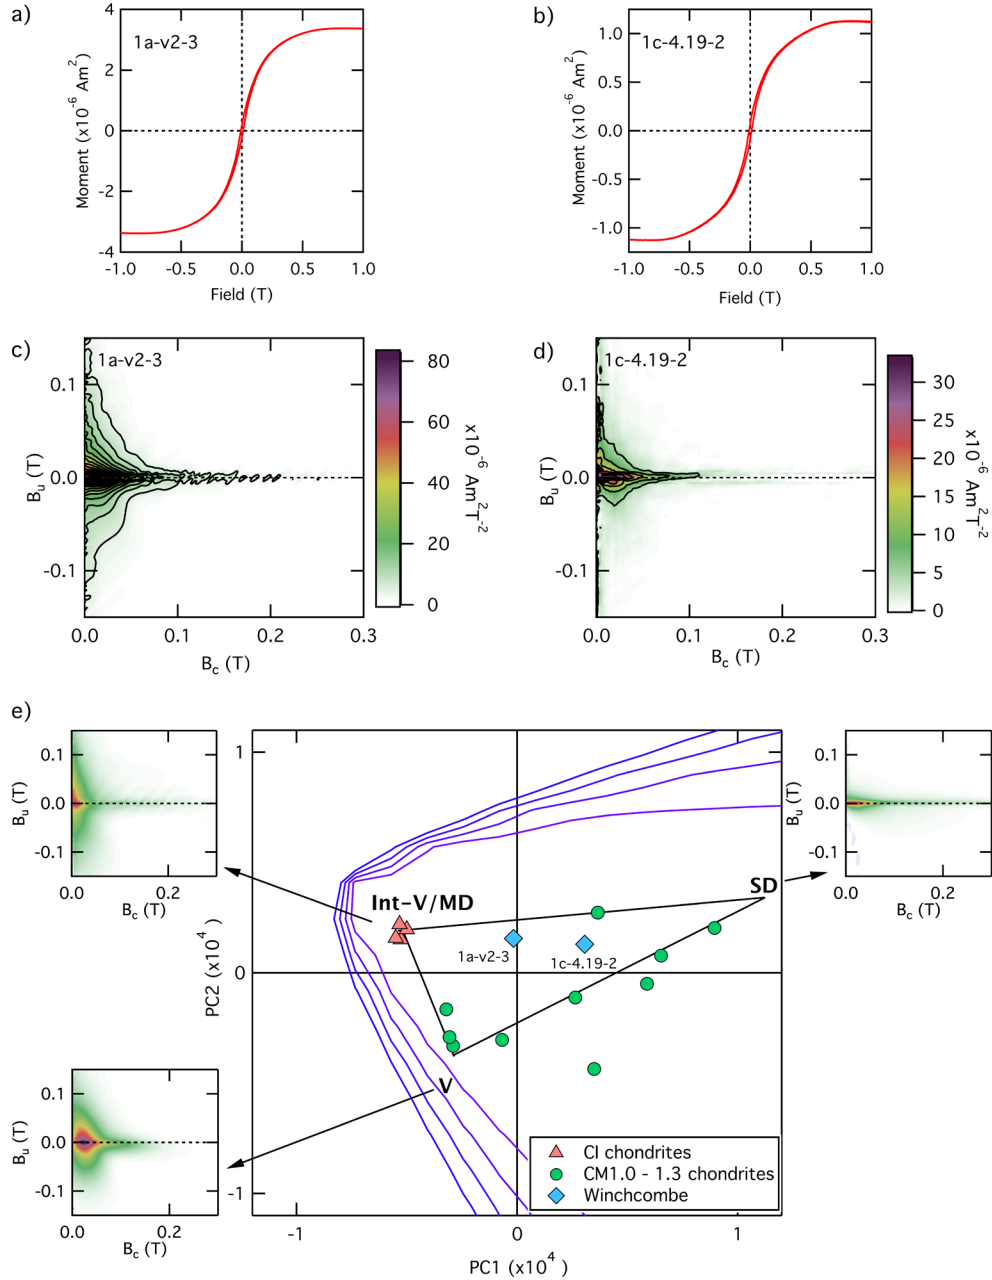 a)
1a-v2-3
Moment (x10⁻⁶ Am²)
4
2
0
-2
-4
-1.0 -0.5 0.0 0.5 1.0
Field (T)
b)
1c-4.19-2
Moment (x10⁻⁶ Am²)
1.0
0.5
0.0
-0.5
-1.0
-1.0 -0.5 0.0 0.5 1.0
Field (T)
c)
1a-v2-3
Bᵤ (T)
0.1
0.0
-0.1
0.0 0.1 0.2 0.3
B_c (T)
80
60
40
20
0
x10⁻⁶ Am²T⁻²
d)
1c-4.19-2
Bᵤ (T)
0.1
0.0
-0.1
0.0 0.1 0.2 0.3
B_c (T)
30
25
20
15
10
5
0
x10⁻⁶ Am²T⁻²
e)
Bᵤ (T)
0.1
0.0
-0.1
0.0 0.2
B_c (T)
Bᵤ (T)
0.1
0.0
-0.1
0.0 0.2
B_c (T)
PC2 (x10⁴)
1
0
-1
Int-V/MD
SD
V
1a-v2-3
1c-4.19-2
CI chondrites
CM1.0 - 1.3 chondrites
Winchcombe
-1 0 1
PC1 (x10⁴)
Bᵤ (T)
0.1
0.0
-0.1
0.0 0.2
B_c (T)